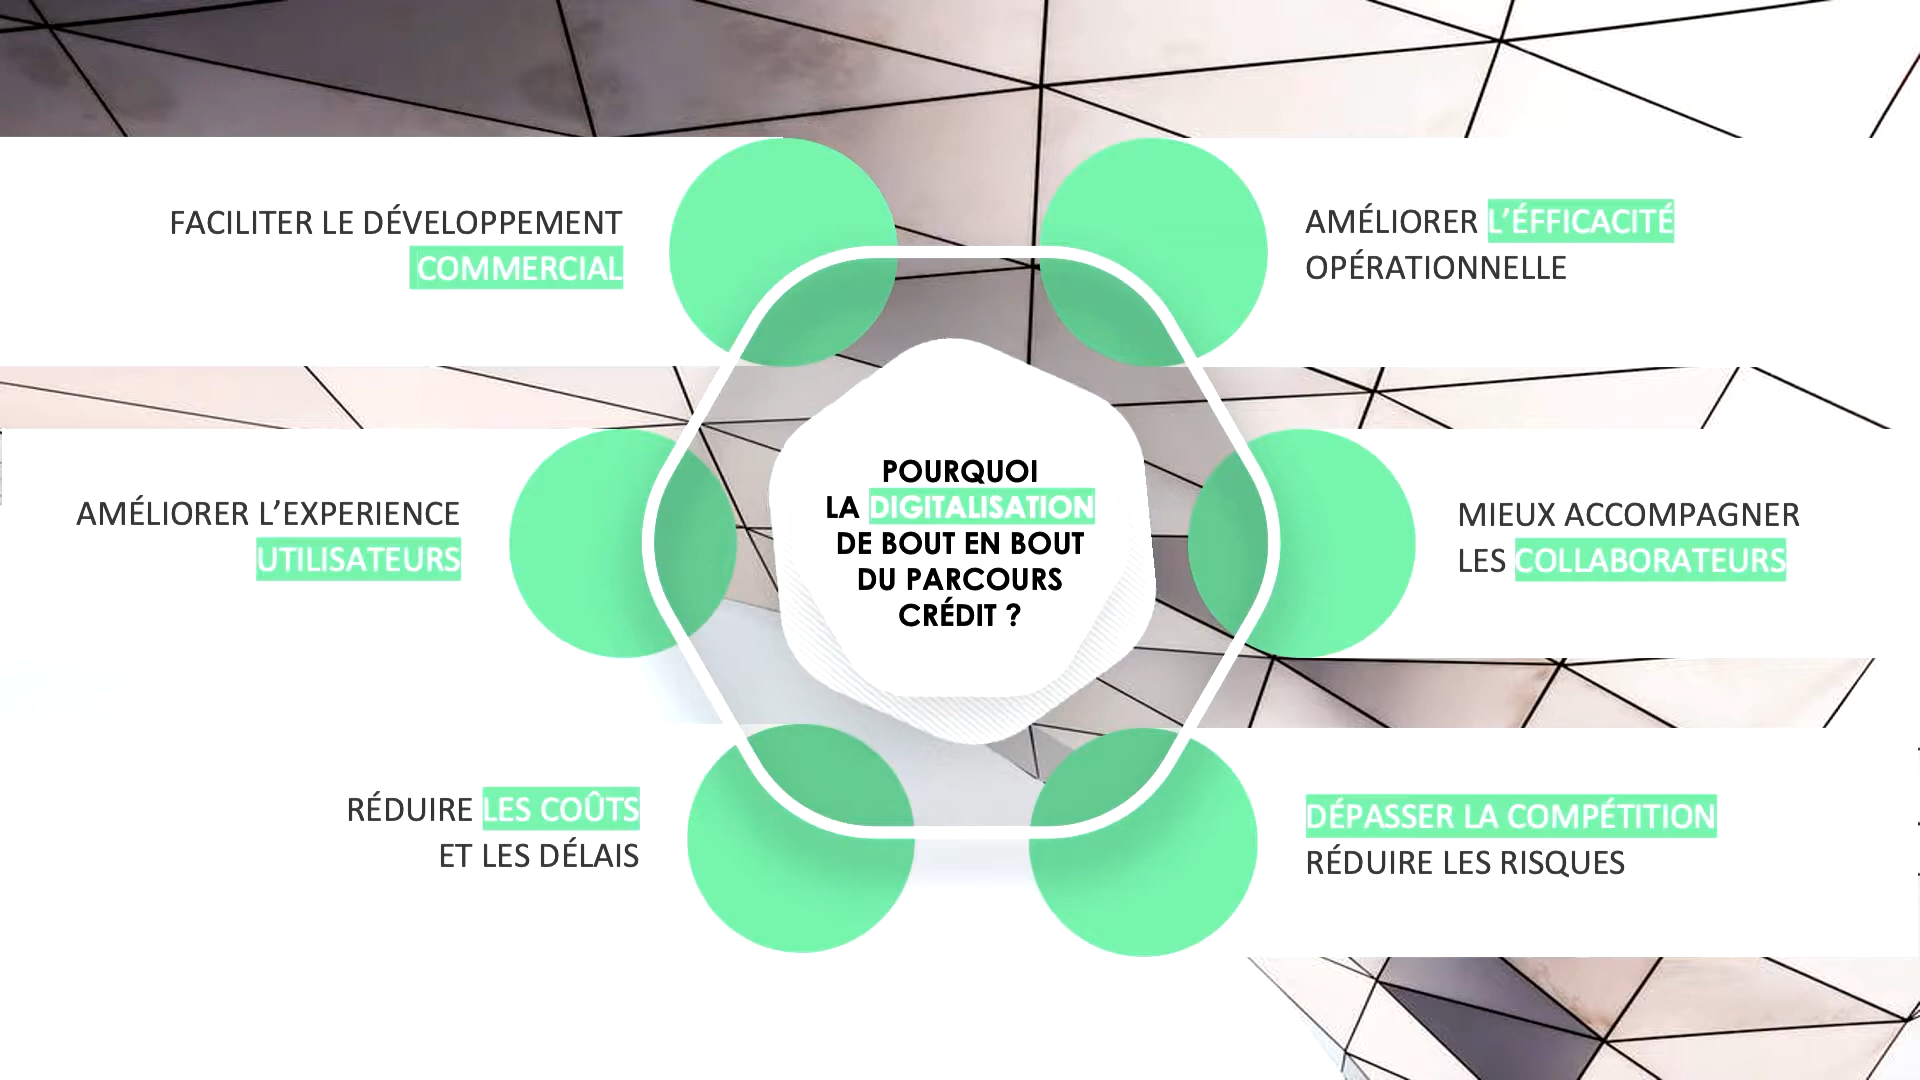 FACILITER LE DÉVELOPPEMENT
COMMERCIAL
AMÉLIORER L’ÉFFICACITÉ
OPÉRATIONNELLE
AMÉLIORER L’EXPERIENCE
UTILISATEURS
POURQUOI
LA DIGITALISATION
DE BOUT EN BOUT
DU PARCOURS
CRÉDIT ?
MIEUX ACCOMPAGNER
LES COLLABORATEURS
RÉDUIRE LES COÛTS
ET LES DÉLAIS
DÉPASSER LA COMPÉTITION
RÉDUIRE LES RISQUES